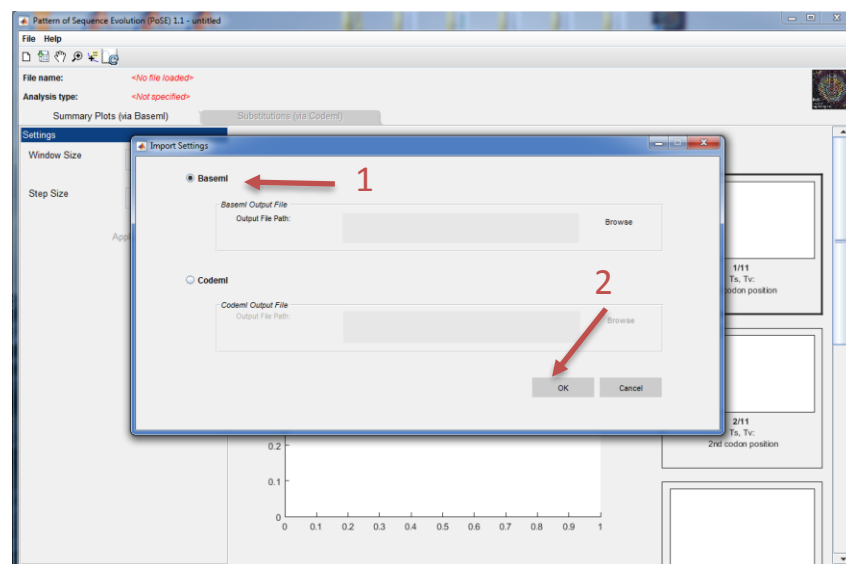 Pattern of Sequence Evolution (PoSE) 1.1 - untitled
File Help
File name: <No file loaded>
Analysis type: <Not specified>
Summary Plots (via Baseml) Substitutions (via Codeml)
Settings
Import Settings
Window Size
Baseml
1
Step Size
Baseml Output File
Output File Path: Browse
Codeml
2
Codeml Output File
Output File Path: Browse
OK Cancel
1/11
Ts, Tv:
codon position
2/11
Ts, Tv:
2nd codon position
0.2
0.1
0
0 0.1 0.2 0.3 0.4 0.5 0.6 0.7 0.8 0.9 1